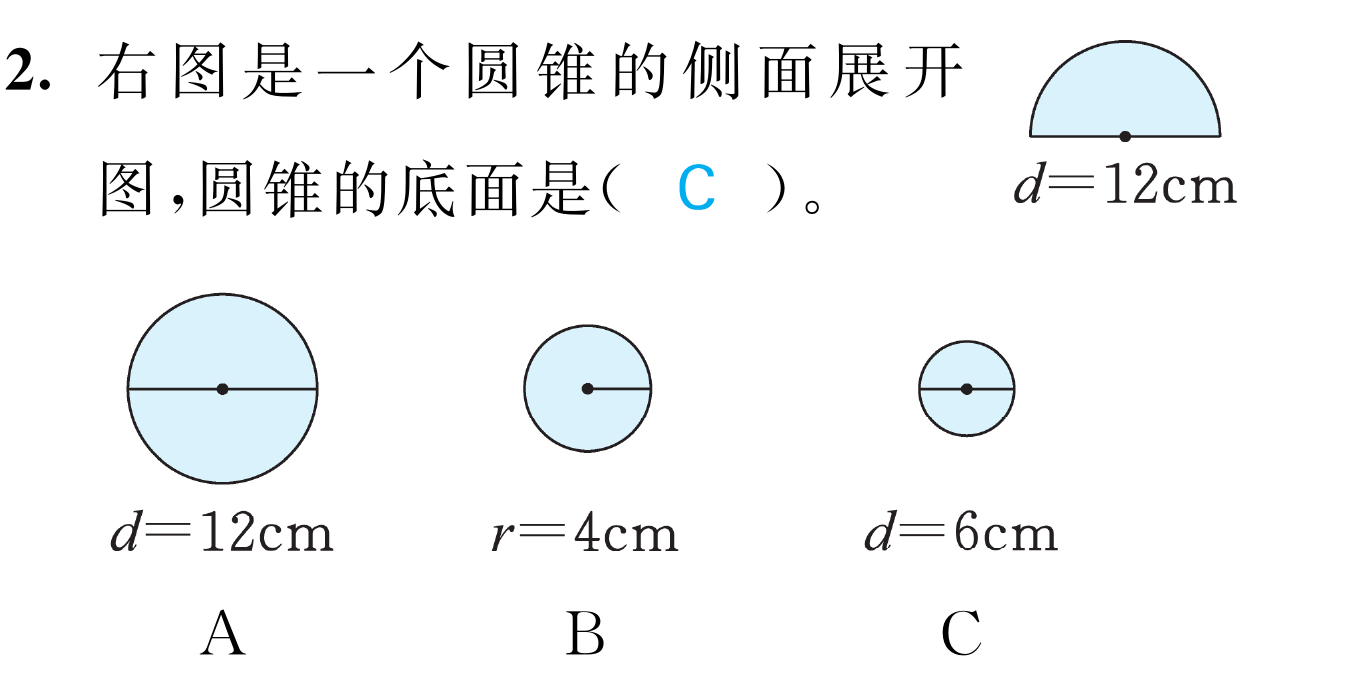 2. 右图是一个圆锥的侧面展开
图,圆锥的底面是( C )。
d=12cm
d=12cm r=4cm d=6cm
A B C